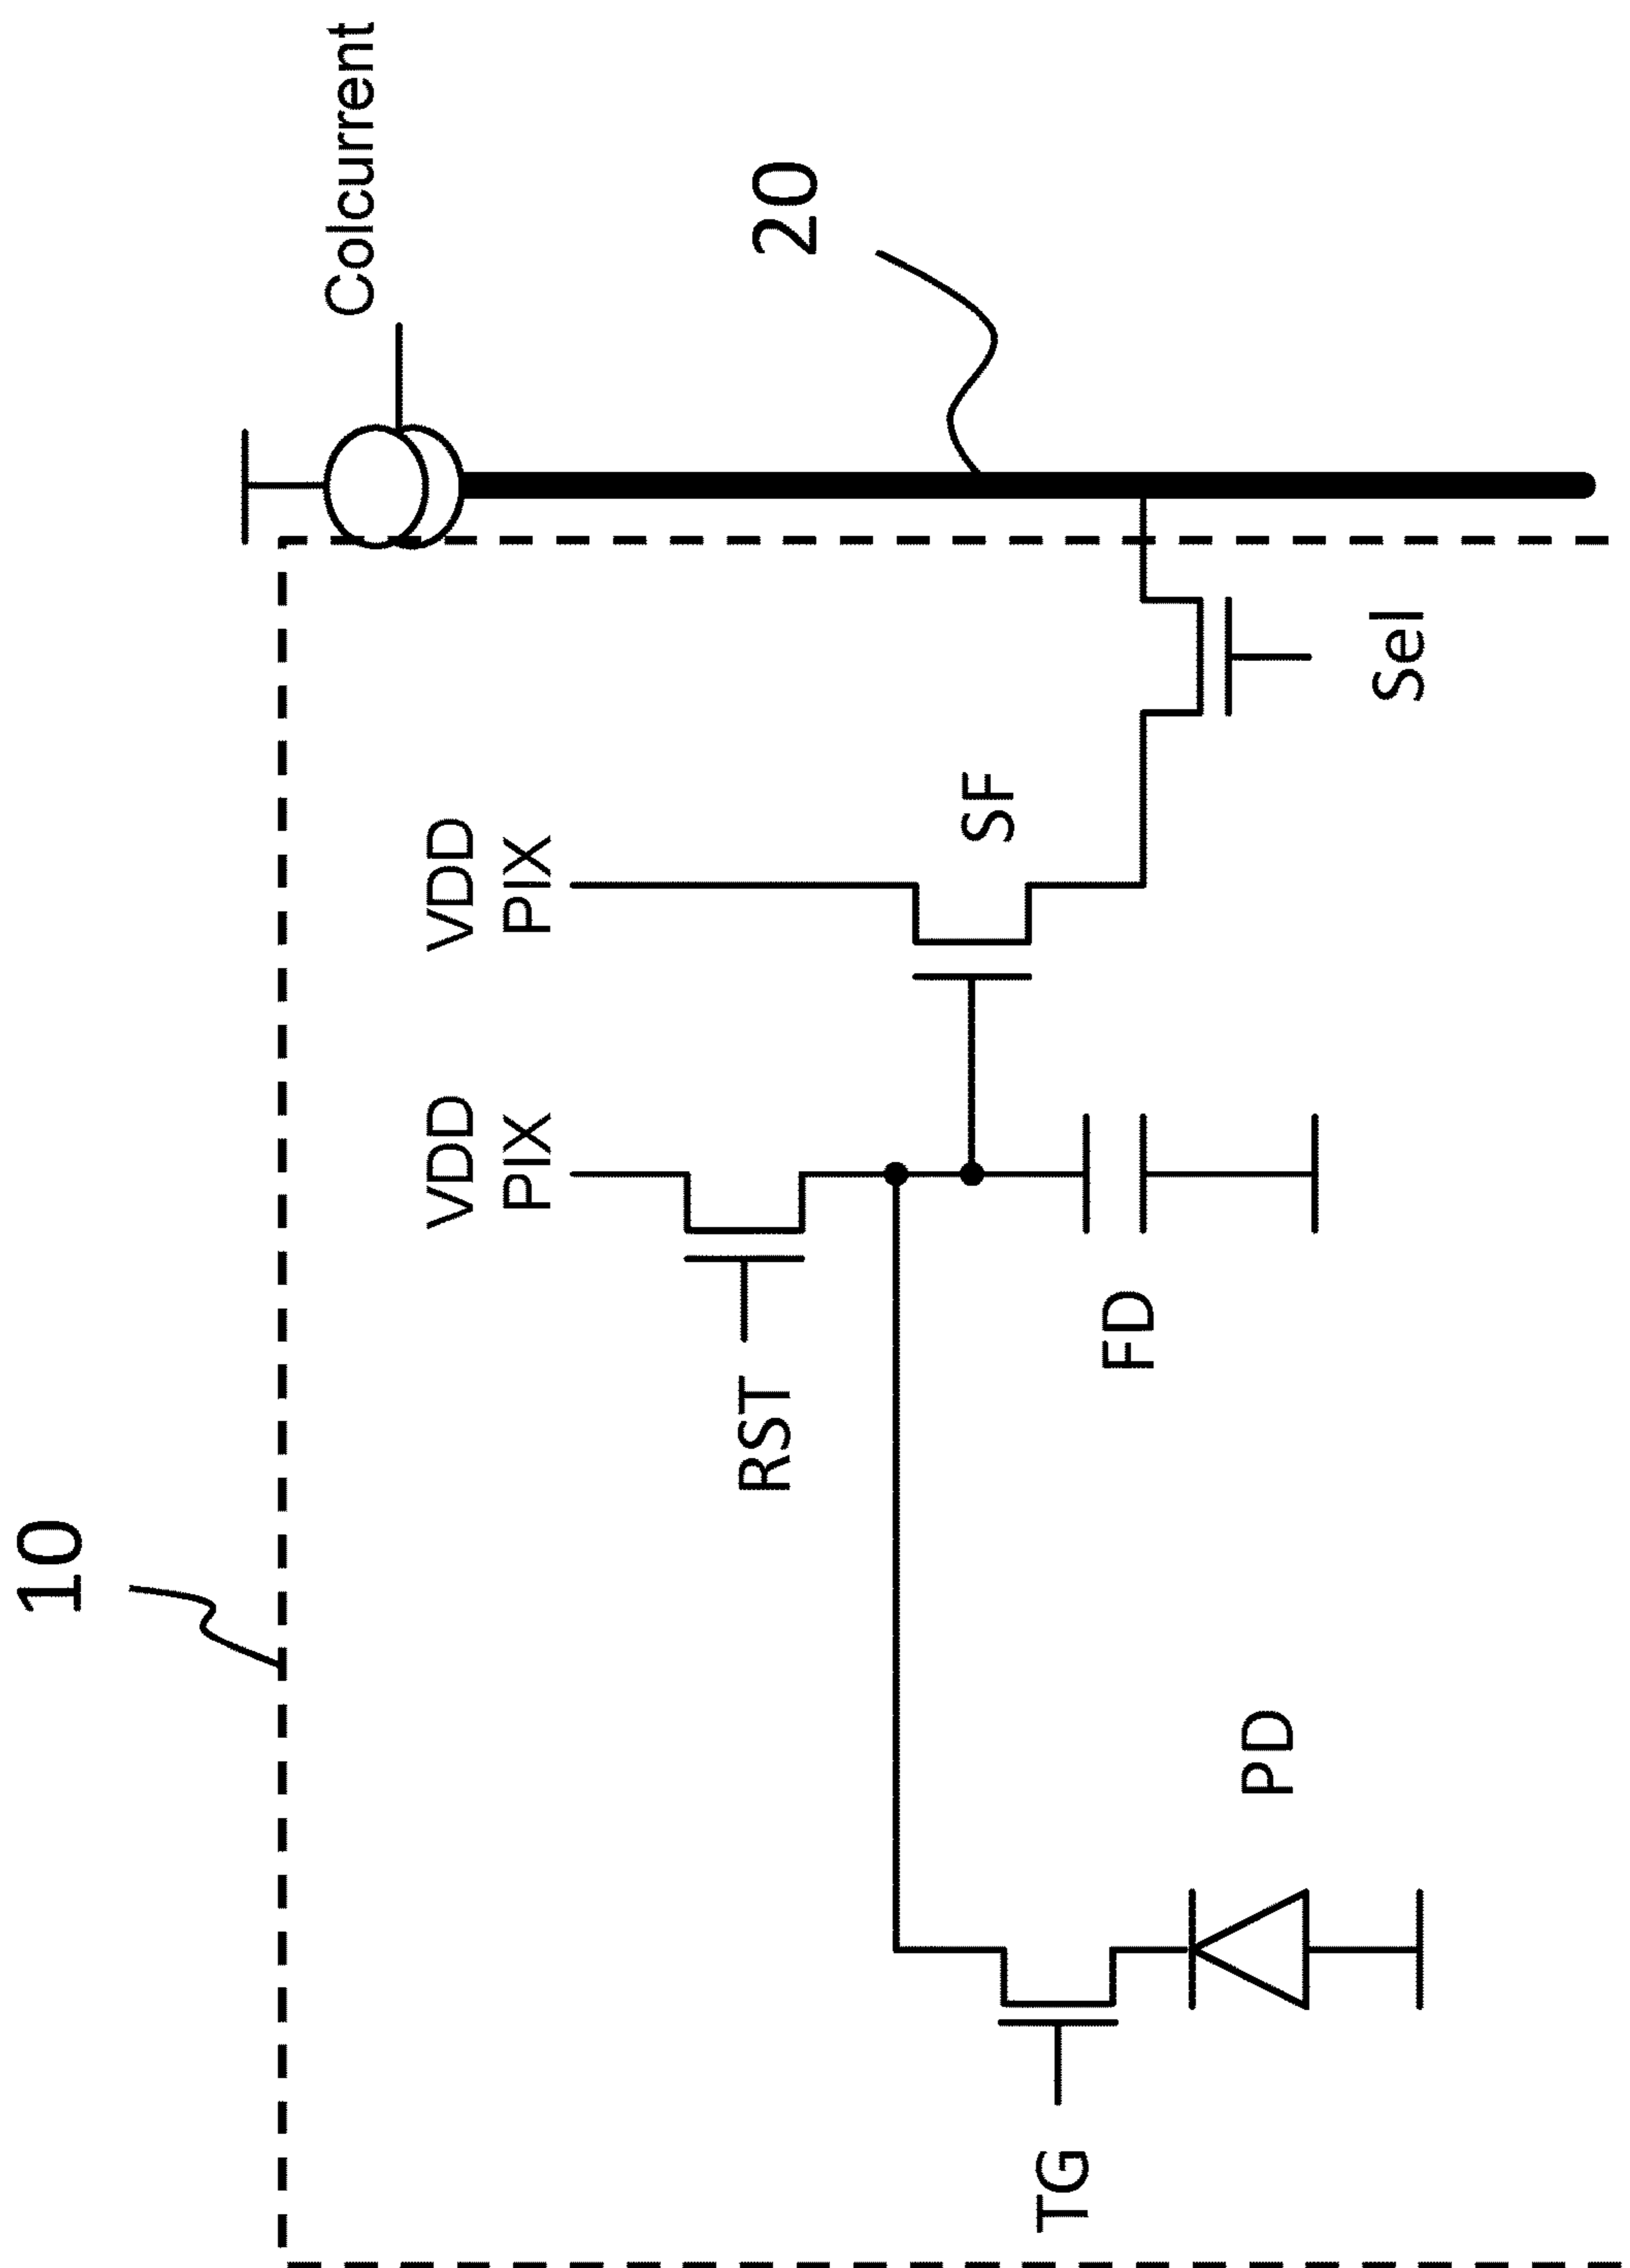 10
Colcurrent
VDD
PIX
VDD
PIX
20
RST
SF
TG
FD
PD
Sel